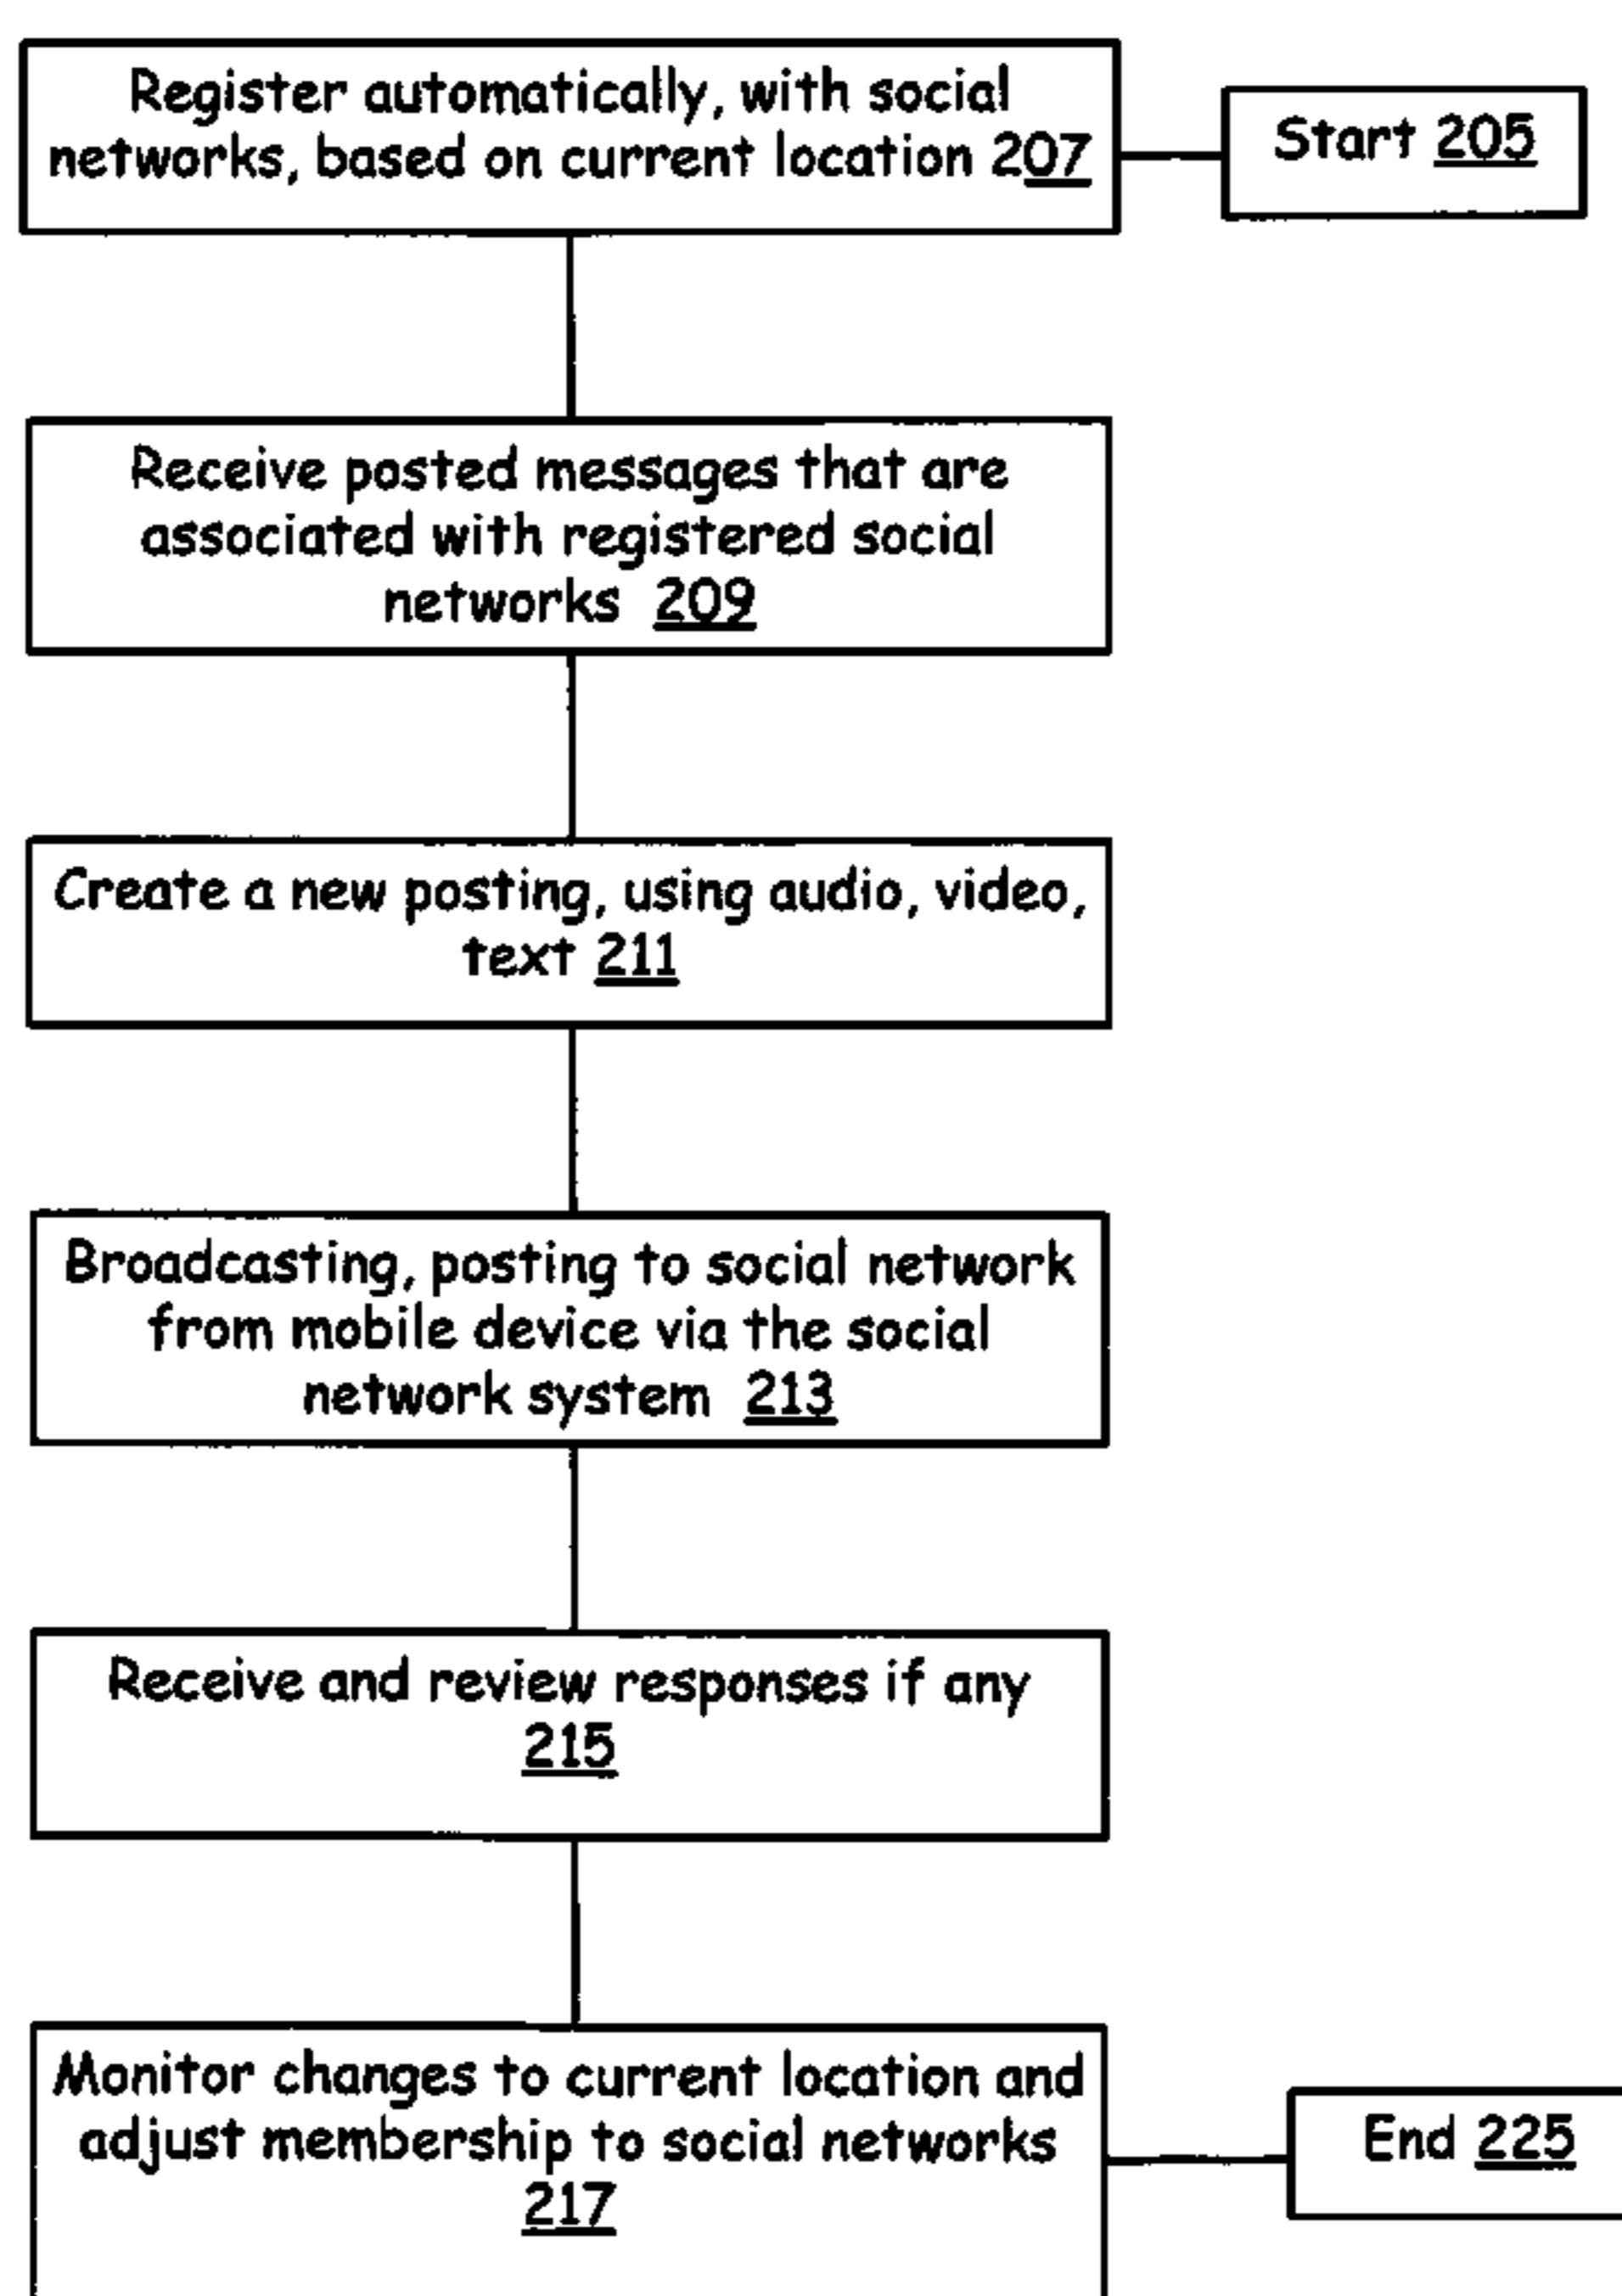 Register automatically, with social
networks, based on current location 207
Start 205
Receive posted messages that are
associated with registered social
networks 209
Create a new posting, using audio, video,
text 211
Broadcasting, posting to social network
from mobile device via the social
network system 213
Receive and review responses if any
215
Monitor changes to current location and
adjust membership to social networks
217
End 225